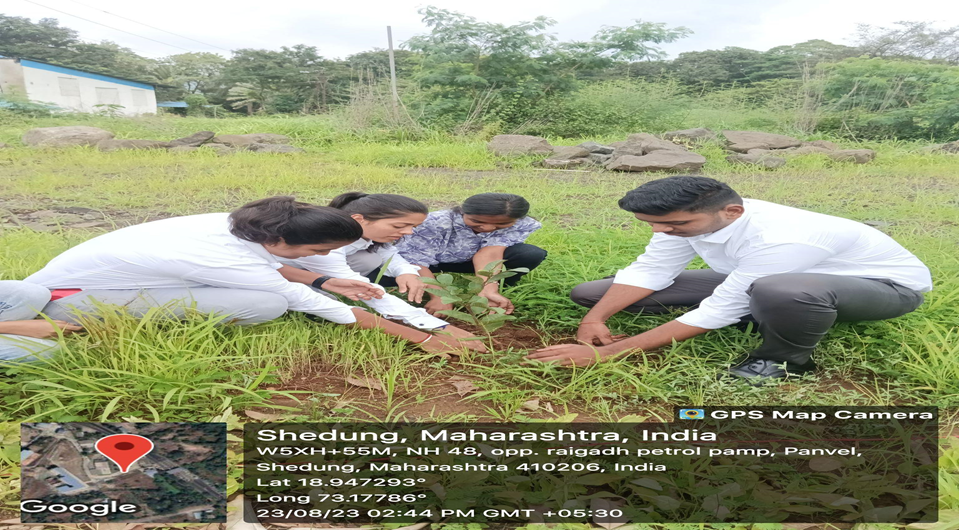 GPS Map Camera
Shedung, Maharashtra, India
W5XH+55M, NH 48, opp. raigadh petrol pamp, Panvel,
Shedung, Maharashtra 410206, India
Lat 18.947293°
Long 73.17786°
23/08/23 02:44 PM GMT +05:30
Google